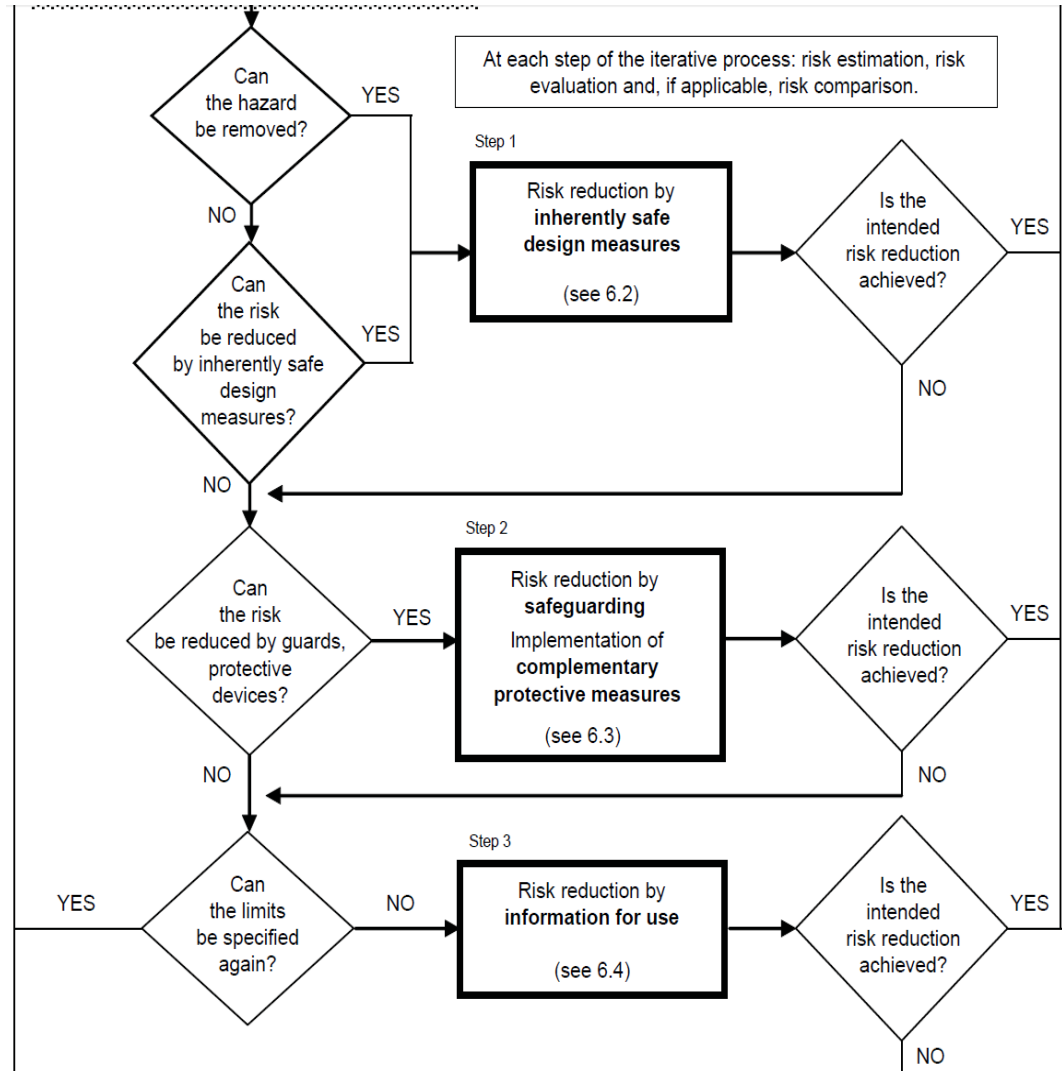 At each step of the iterative process: risk estimation, risk
evaluation and, if applicable, risk comparison.
Can
the hazard
be removed?
YES
NO
Step 1
Risk reduction by
inherently safe
design measures
(see 6.2)
Is the
intended
risk reduction
achieved?
YES
NO
Can
the risk
be reduced
by inherently safe
design
measures?
YES
NO
Step 2
Can
the risk
be reduced by guards,
protective
devices?
YES
NO
Risk reduction by
safeguarding
Implementation of
complementary
protective measures
(see 6.3)
Is the
intended
risk reduction
achieved?
YES
NO
Step 3
YES
Can
the limits
be specified
again?
NO
Risk reduction by
information for use
(see 6.4)
Is the
intended
risk reduction
achieved?
YES
NO